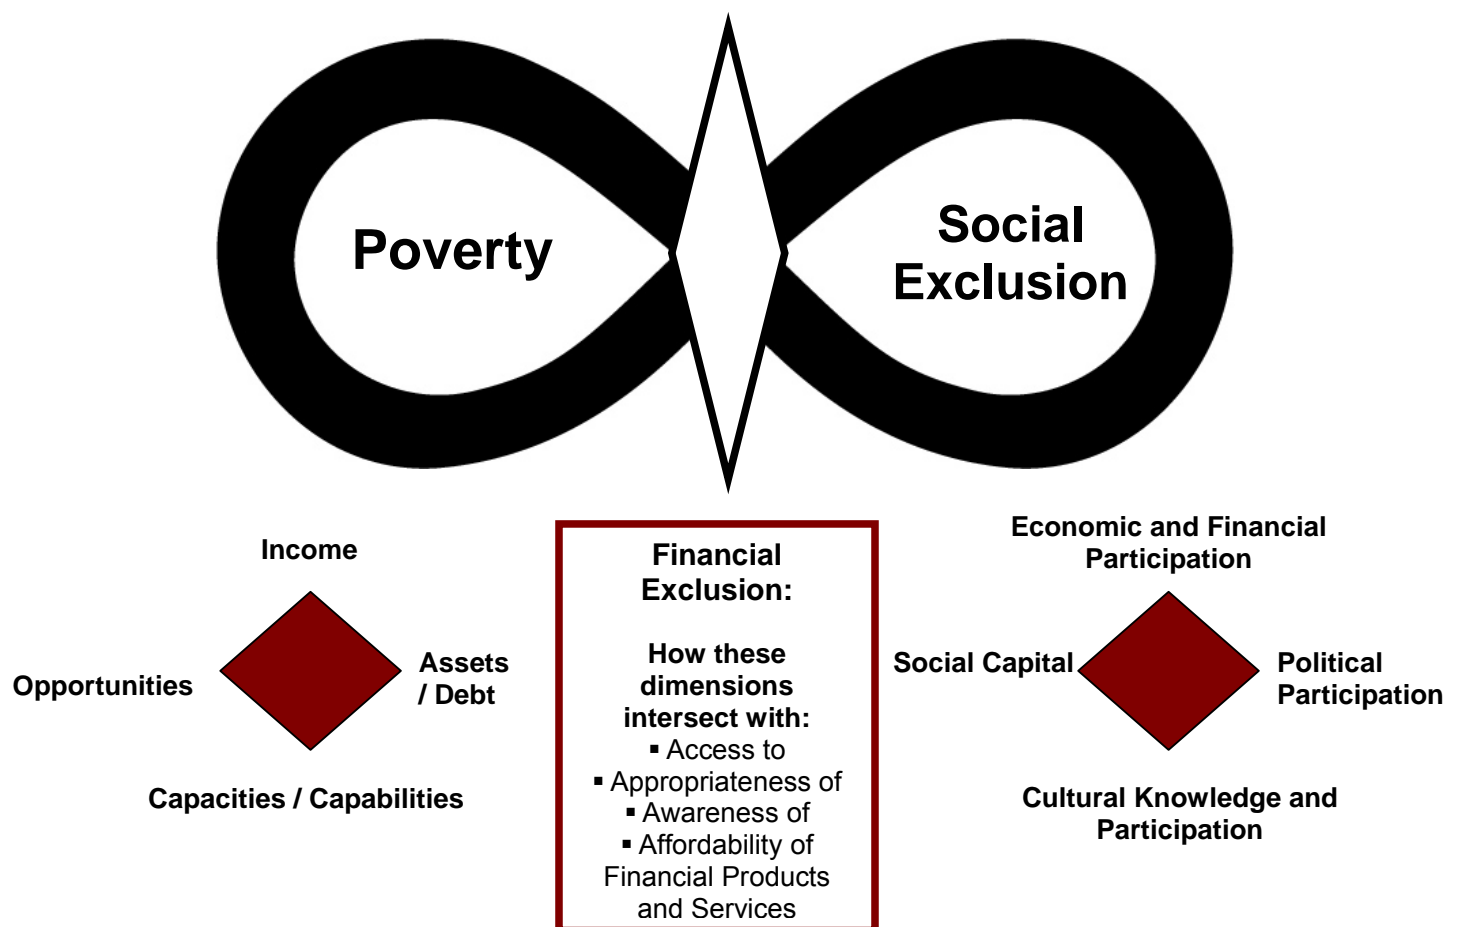 Poverty
Social
Exclusion
Income
Opportunities
Assets
/ Debt
Capacities / Capabilities
Financial
Exclusion:
How these
dimensions
intersect with:
▪ Access to
▪ Appropriateness of
▪ Awareness of
▪ Affordability of
Financial Products
and Services
Economic and Financial
Participation
Social Capital
Political
Participation
Cultural Knowledge and
Participation